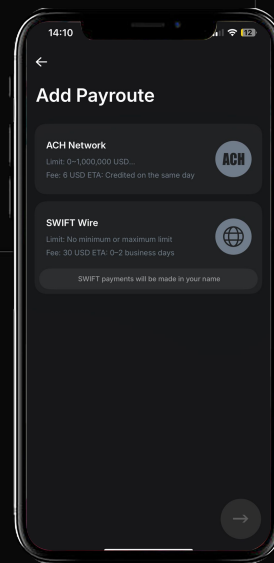 14:10
12
Add Payroute
ACH Network
Limit: 0~1,000,000 USD...
Fee: 6 USD ETA: Credited on the same day
ACH
SWIFT Wire
Limit: No minimum or maximum limit
Fee: 30 USD ETA: 0~2 business days
SWIFT payments will be made in your name